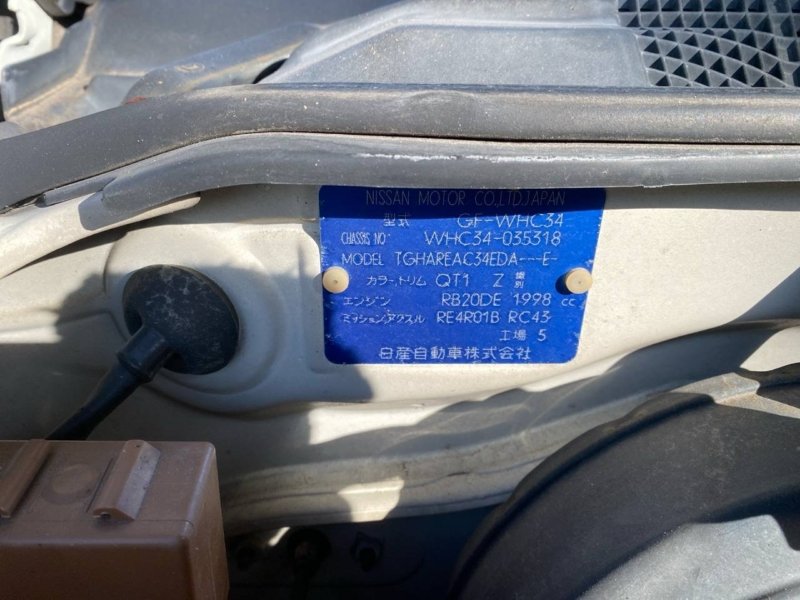 NISSAN MOTOR CO.,LTD.JAPAN
型式 GF-WHC34
CHASSIS NO WHC34-035318
MODEL TGHAREAC34EDA---E-
カラー,トリム QT1 Z 識別
エンジン RB20DE 1998 cc
ミッション,アクスル RE4R01B RC43
工場 5
日産自動車株式会社